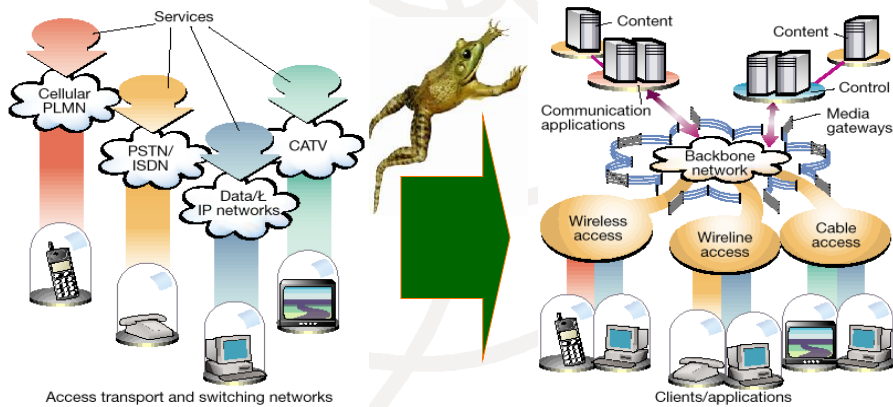 Services
Cellular
PLMN
PSTN/
ISDN
Data/Ł
IP networks
CATV
Access transport and switching networks
Content
Content
Communication
applications
Control
Media
gateways
Backbone
network
Wireless
access
Wireline
access
Cable
access
Clients/applications